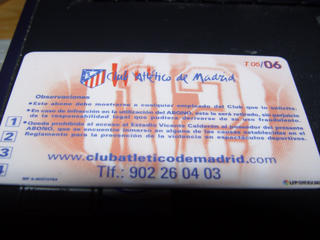 Club Atlético de Madrid
T 05/06
Observaciones
• Este abono debe mostrarse a cualquier empleado del Club que lo solicite.
• En caso de infracción en la utilización del ABONO, éste le será retirado, sin perjuicio
de la responsabilidad legal que pudiera derivarse de su uso fraudulento.
• Queda prohibido el acceso al Estadio Vicente Calderón al poseedor del presente
ABONO, que se encuentre inmerso en alguna de las causas establecidas en el
Reglamento para la prevención de la violencia en espectáculos deportivos.
1
2
3
4
www.clubatleticodemadrid.com
Tlf.: 902 26 04 03